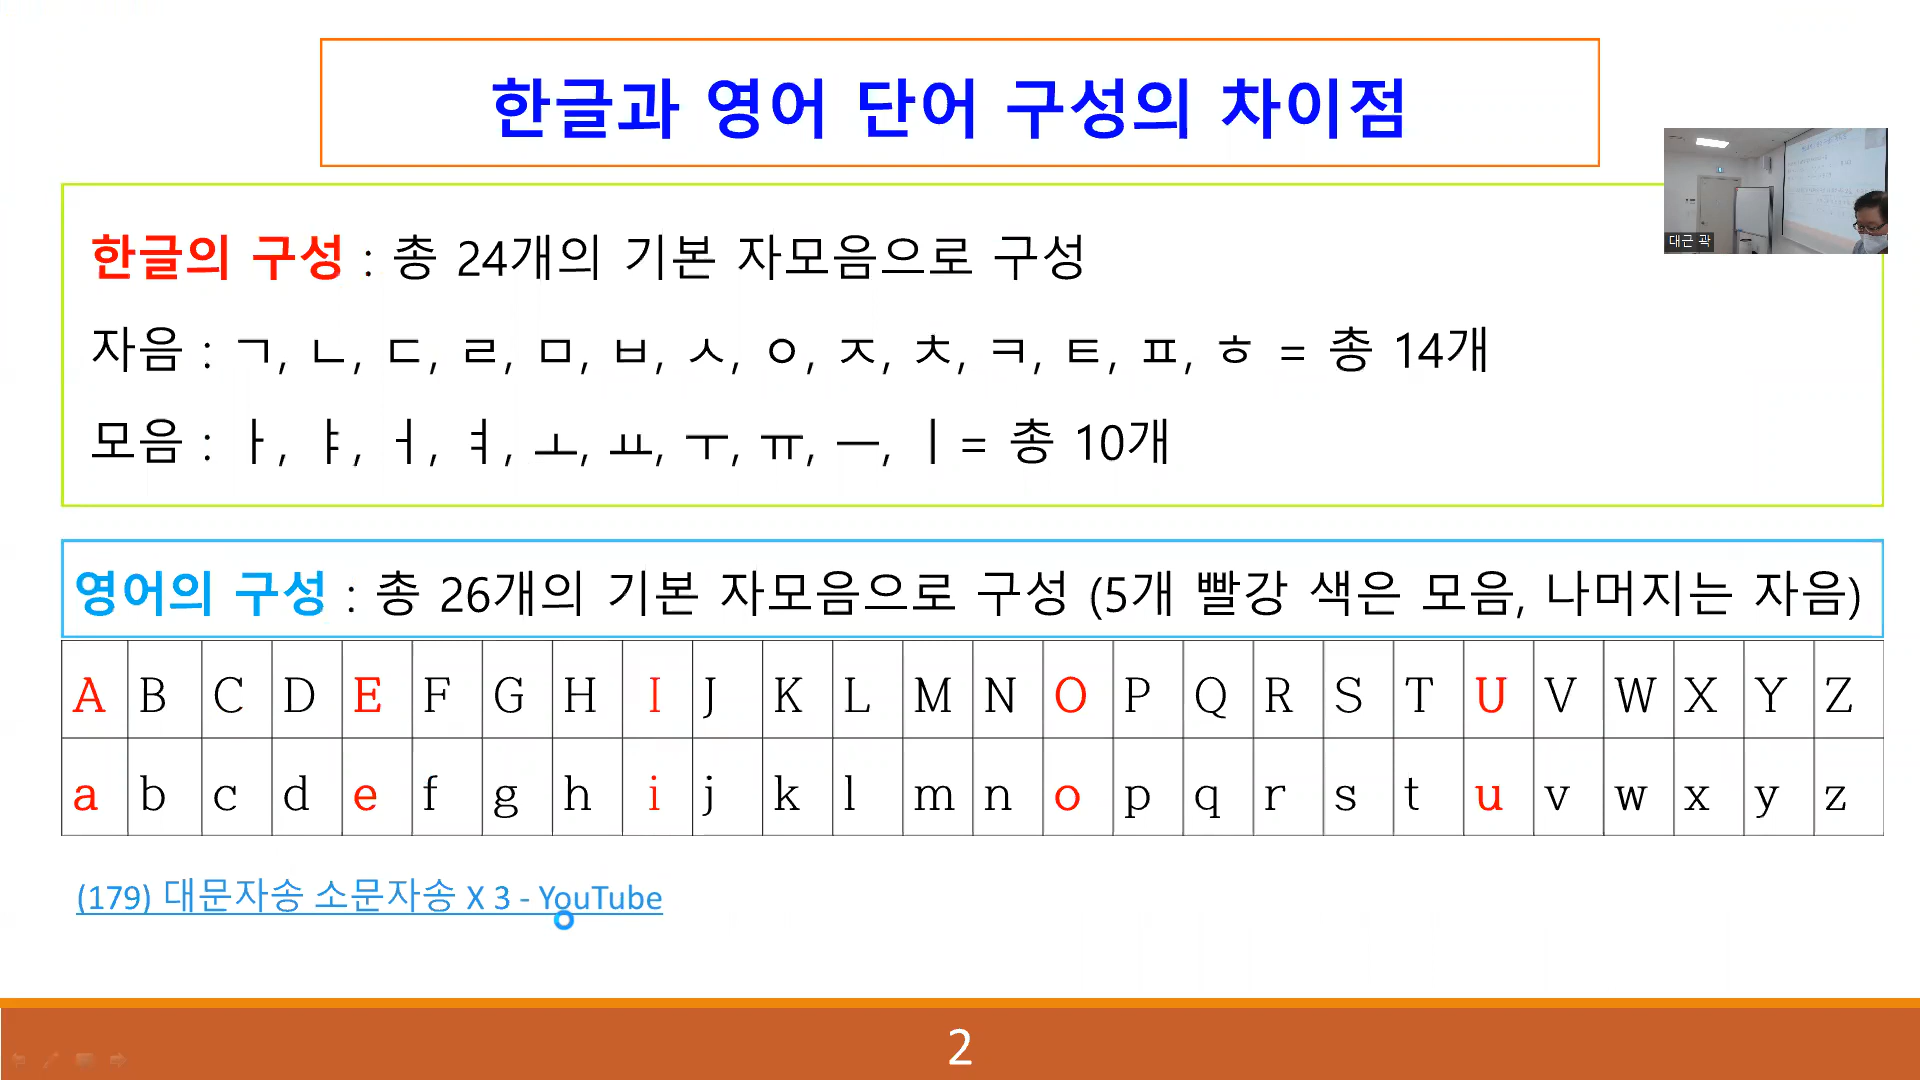 한글과 영어 단어 구성의 차이점
대근 곽
한글의 구성 : 총 24개의 기본 자모음으로 구성
자음 : ㄱ, ㄴ, ㄷ, ㄹ, ㅁ, ㅂ, ㅅ, ㅇ, ㅈ, ㅊ, ㅋ, ㅌ, ㅍ, ㅎ = 총 14개
모음 : ㅏ, ㅑ, ㅓ, ㅕ, ㅗ, ㅛ, ㅜ, ㅠ, ㅡ, ㅣ= 총 10개
영어의 구성 : 총 26개의 기본 자모음으로 구성 (5개 빨강 색은 모음, 나머지는 자음)
A B C D E F G H I J K L M N O P Q R S T U V W X Y Z
a b c d e f g h i j k l m n o p q r s t u v w x y z
(179) 대문자송 소문자송 X 3 - YouTube
2